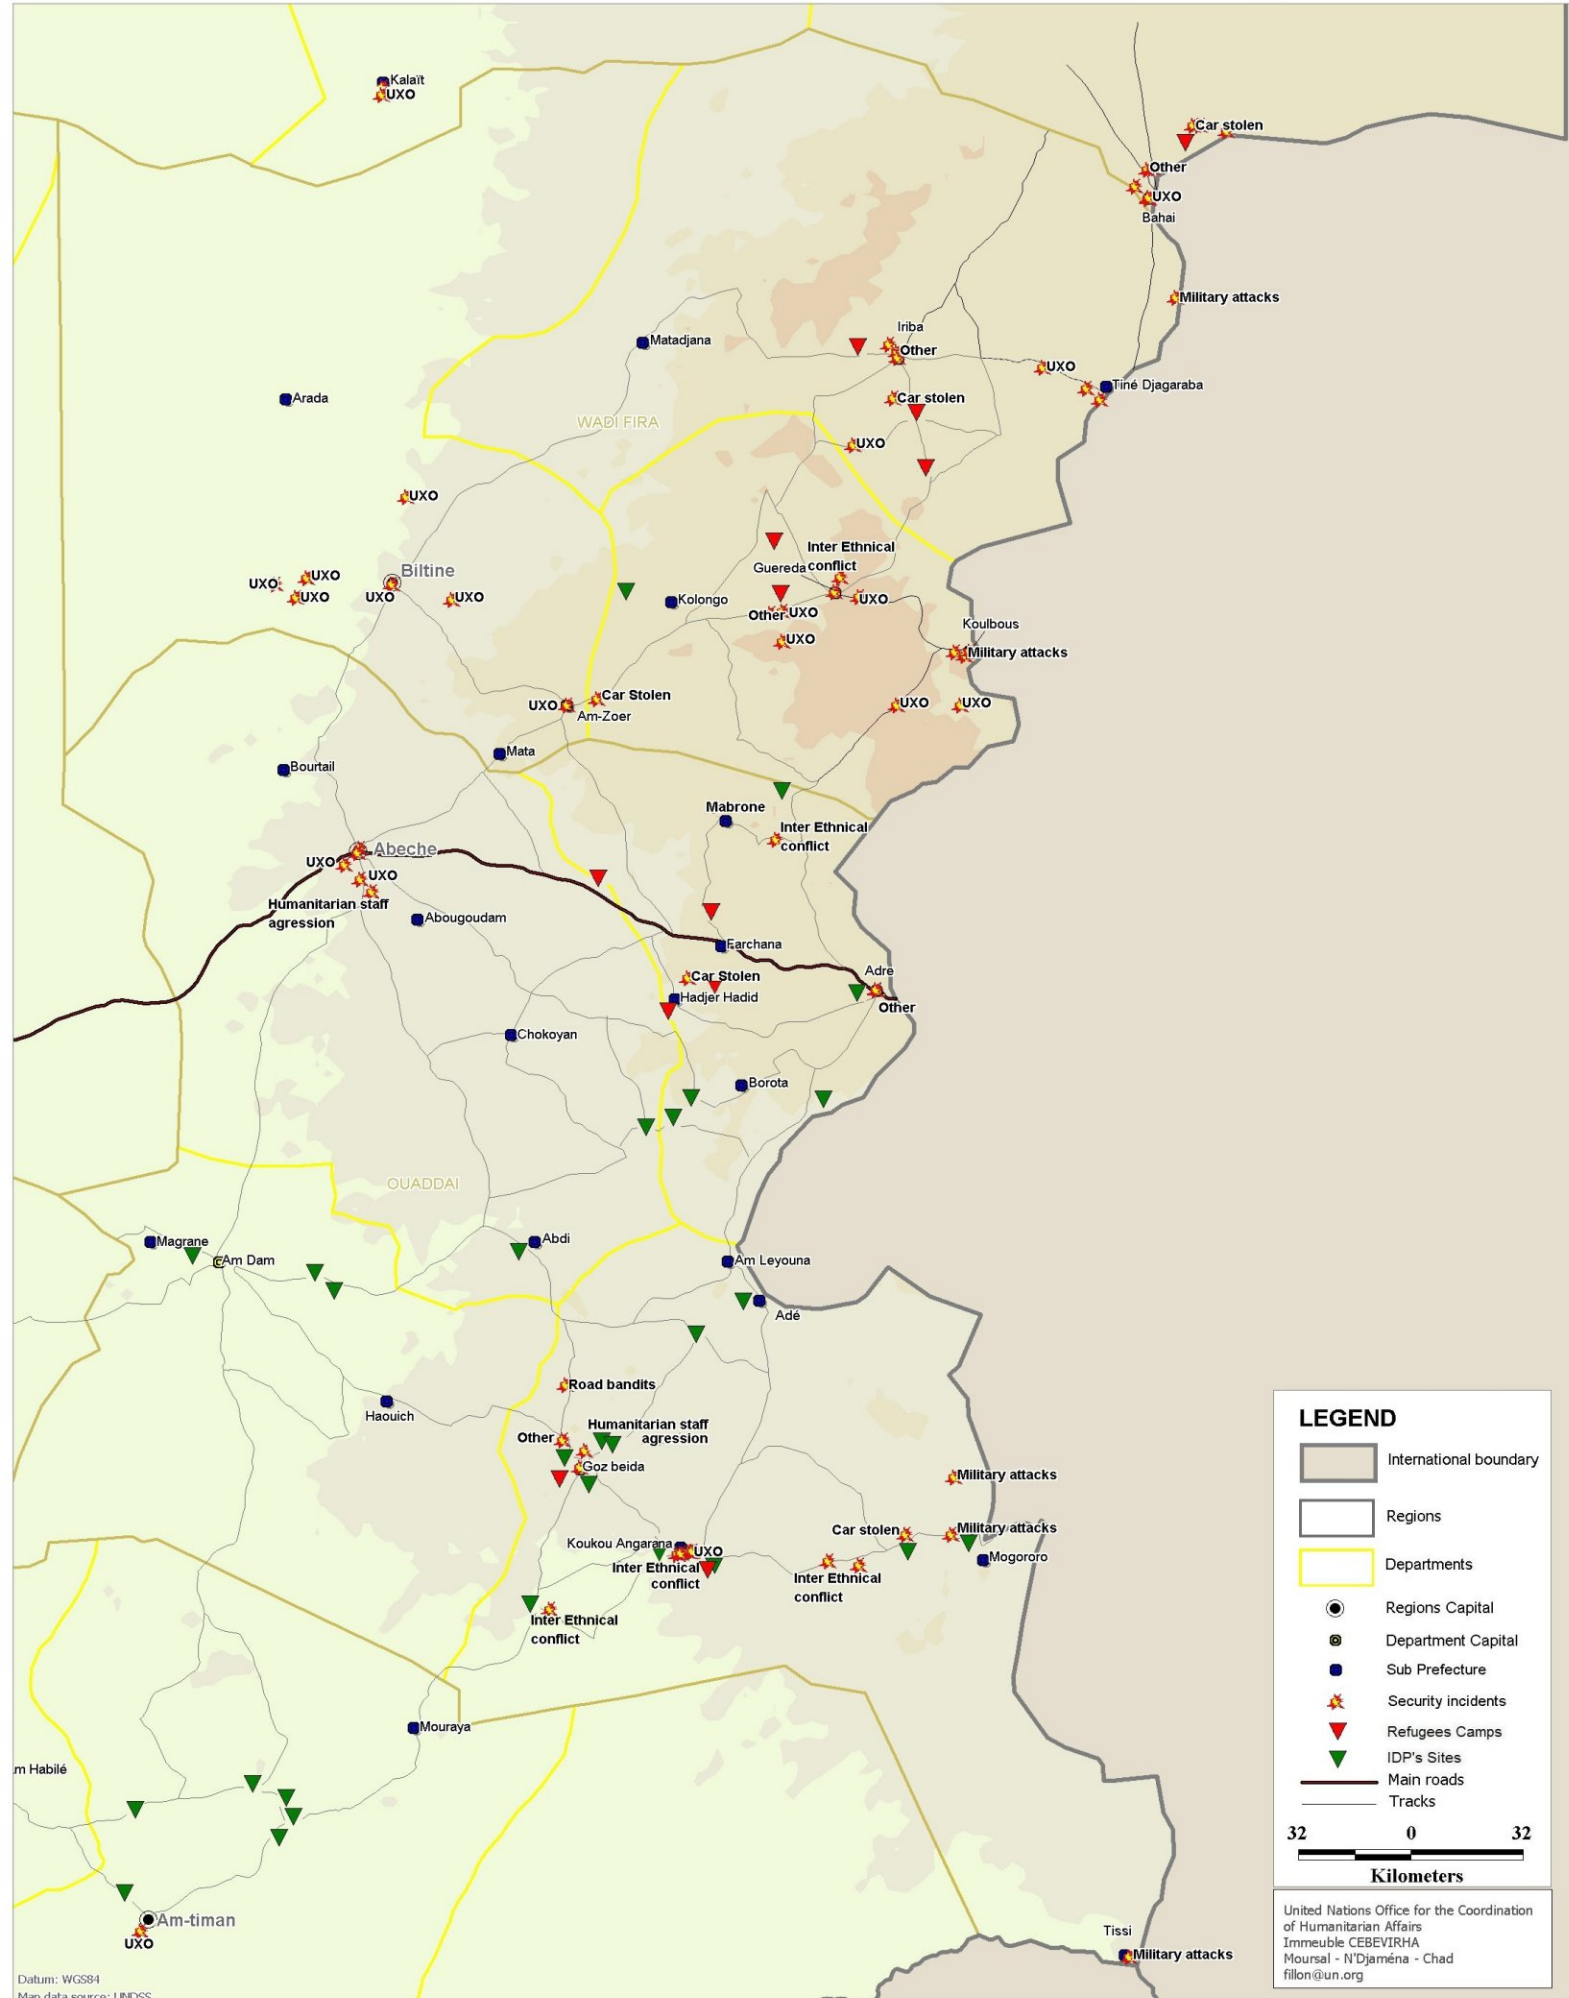 Kalaït
UXO
Car stolen
Other
UXO
Bahai
Military attacks
Iriba
Other
Matadjana
UXO
Tiné Djagaraba
Arada
Car stolen
WADI FIRA
UXO
UXO
Inter Ethnical
conflict
Guereda
Biltine
UXO
UXO
UXO
UXO
UXO
UXO
Kolongo
Other
UXO
Koulbous
UXO
Military attacks
Car Stolen
UXO
Am-Zoer
UXO
UXO
Mata
Bourtail
Mabrone
Inter Ethnical
conflict
Abeche
UXO
UXO
Humanitarian staff
agression
Abougoudam
Farchana
Adre
Car Stolen
Hadjer Hadid
Other
Chokoyan
Borota
OUADDAI
Magrane
Abdi
Am Dam
Am Leyouna
Adé
Road bandits
Haouich
Humanitarian staff
agression
Other
Goz beida
Military attacks
Car stolen
Military attacks
Koukou Angarana
UXO
Mogororo
Inter Ethnical
conflict
Inter Ethnical
conflict
Inter Ethnical
conflict
Mouraya
m Habilé
Am-timan
UXO
Tissi
Military attacks
LEGEND
International boundary
Regions
Departments
Regions Capital
Department Capital
Sub Prefecture
Security incidents
Refugees Camps
IDP's Sites
Main roads
Tracks
32 0 32
Kilometers
United Nations Office for the Coordination
of Humanitarian Affairs
Immeuble CEBEVIRHA
Moursal - N'Djaména - Chad
fillon@un.org
Datum: WGS84
Map data source: UNDSS